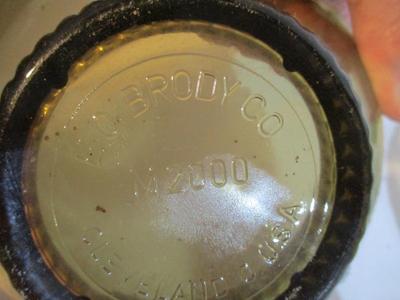 E.O. BRODY CO
M2000
CLEVELAND, O. USA